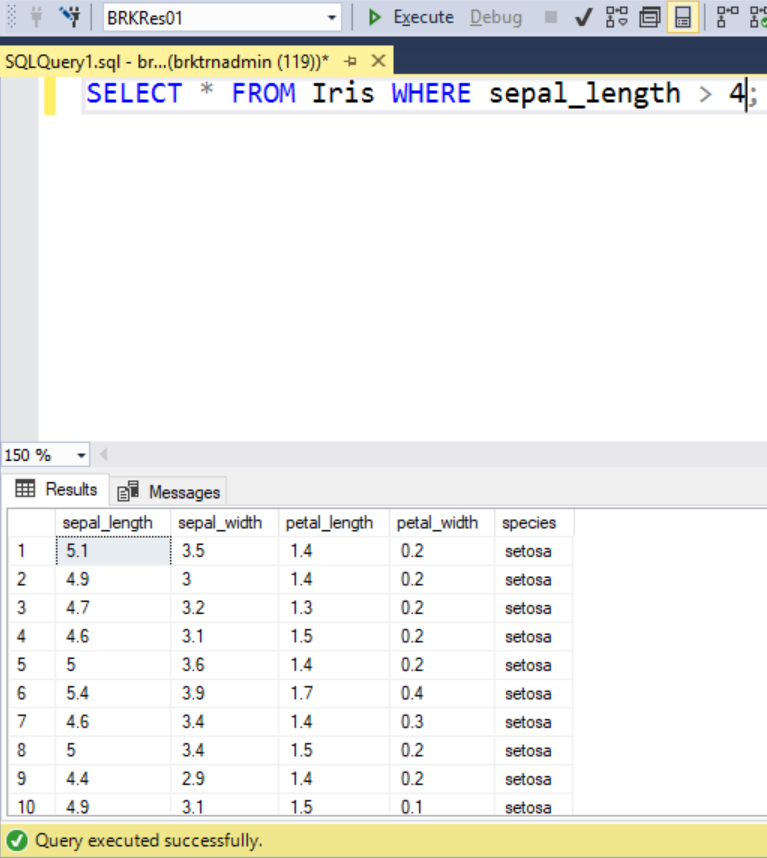 BRKRes01 Execute Debug
SQLQuery1.sql - br...(brktrnadmin (119))*
SELECT * FROM Iris WHERE sepal_length > 4;
150 %
Results Messages
sepal_length sepal_width petal_length petal_width species
1 5.1 3.5 1.4 0.2 setosa
2 4.9 3 1.4 0.2 setosa
3 4.7 3.2 1.3 0.2 setosa
4 4.6 3.1 1.5 0.2 setosa
5 5 3.6 1.4 0.2 setosa
6 5.4 3.9 1.7 0.4 setosa
7 4.6 3.4 1.4 0.3 setosa
8 5 3.4 1.5 0.2 setosa
9 4.4 2.9 1.4 0.2 setosa
10 4.9 3.1 1.5 0.1 setosa
Query executed successfully.